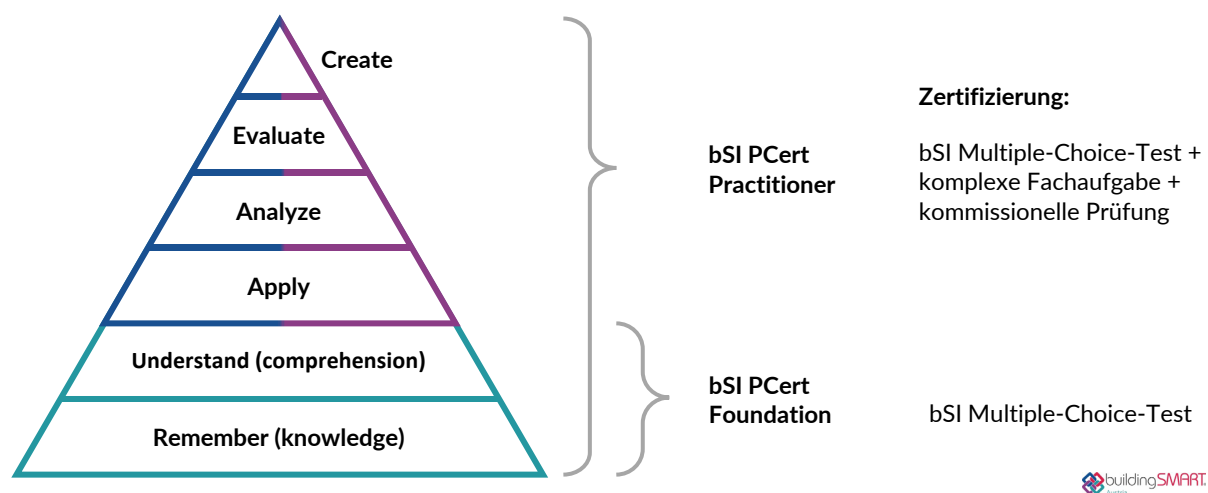 Create
Evaluate
Analyze
Apply
Understand (comprehension)
Remember (knowledge)
bSI PCert
Practitioner
bSI PCert
Foundation
Zertifizierung:
bSI Multiple-Choice-Test +
komplexe Fachaufgabe +
kommissionelle Prüfung
bSI Multiple-Choice-Test
buildingSMART
Austria